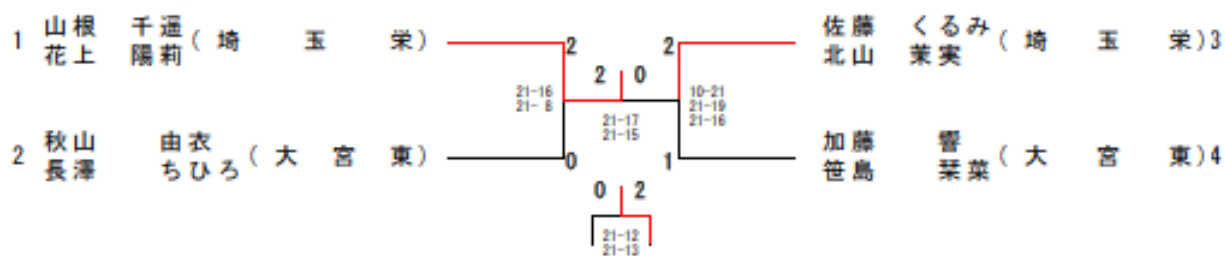 1 山根 千遥 (埼玉栄)
花上 陽莉
2 2
佐藤 くるみ (埼玉栄) 3
北山 茉実
2 0
21-16
21- 8
10-21
21-19
21-16
21-17
21-15
2 秋山 由衣 (大宮東)
長澤 ちひろ
0 1
加藤 響 (大宮東) 4
笹島 栞菜
0 2
21-12
21-13